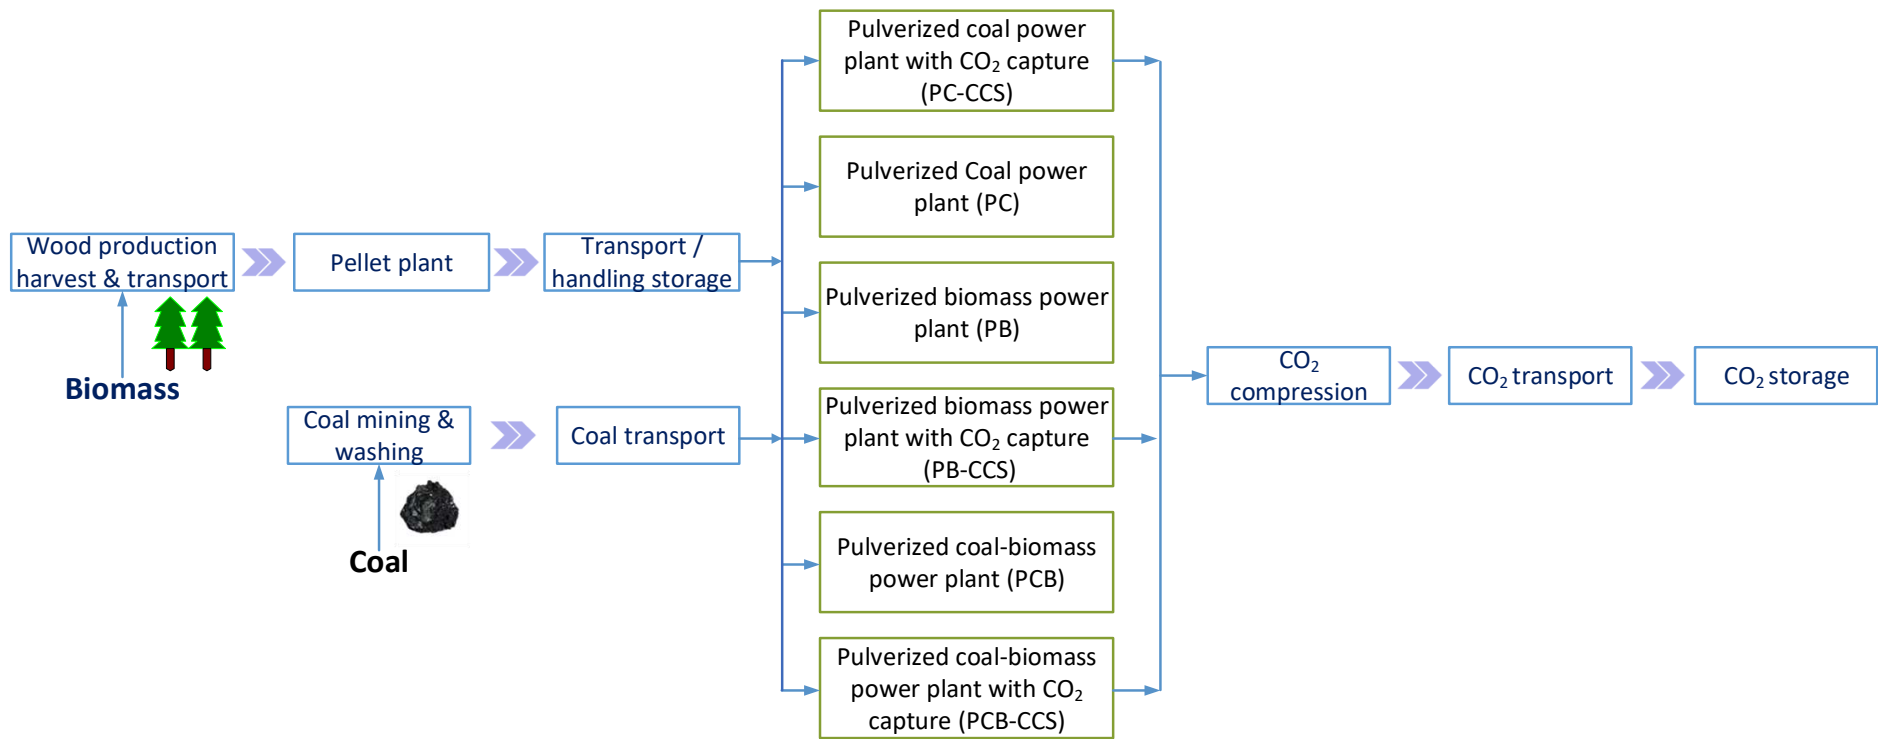 Wood production
harvest & transport
Biomass
Pellet plant
Transport /
handling storage
Coal mining &
washing
Coal
Coal transport
Pulverized coal power
plant with CO₂ capture
(PC-CCS)
Pulverized Coal power
plant (PC)
Pulverized biomass power
plant (PB)
Pulverized biomass power
plant with CO₂ capture
(PB-CCS)
Pulverized coal-biomass
power plant (PCB)
Pulverized coal-biomass
power plant with CO₂
capture (PCB-CCS)
CO₂
compression
CO₂ transport
CO₂ storage